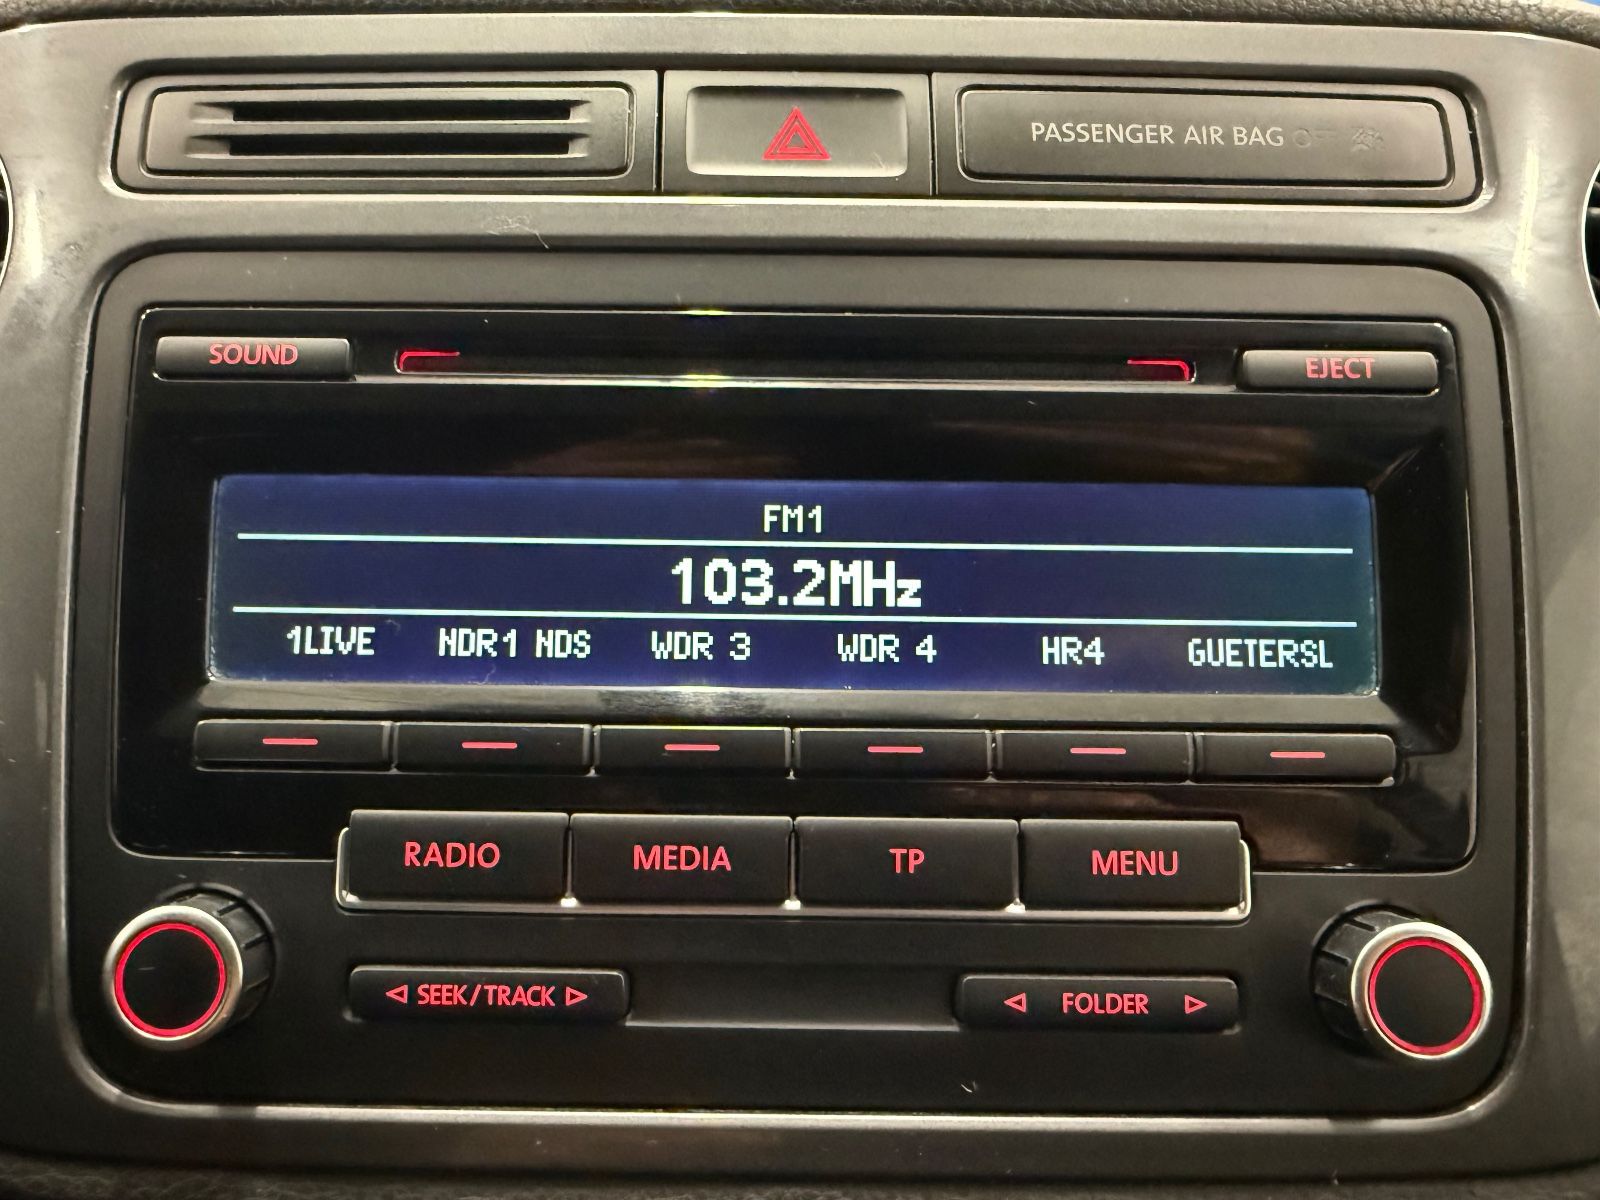 PASSENGER AIR BAG OFF
SOUND
EJECT
FM1
103.2MHz
1LIVE NDR1 NDS WDR 3 WDR 4 HR4 GUETERSL
RADIO MEDIA TP MENU
SEEK/TRACK FOLDER